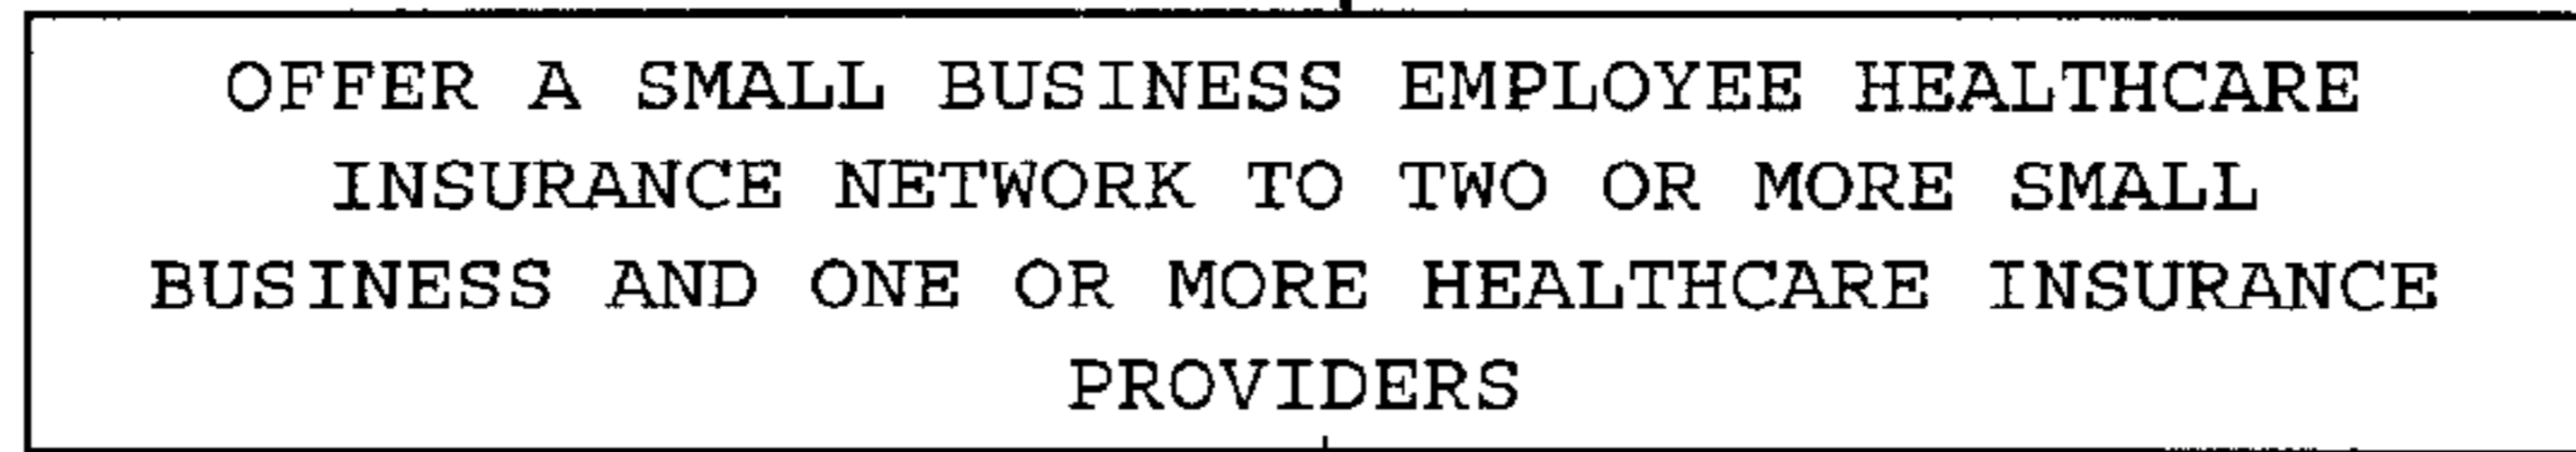 OFFER A SMALL BUSINESS EMPLOYEE HEALTHCARE
INSURANCE NETWORK TO TWO OR MORE SMALL
BUSINESS AND ONE OR MORE HEALTHCARE INSURANCE
PROVIDERS